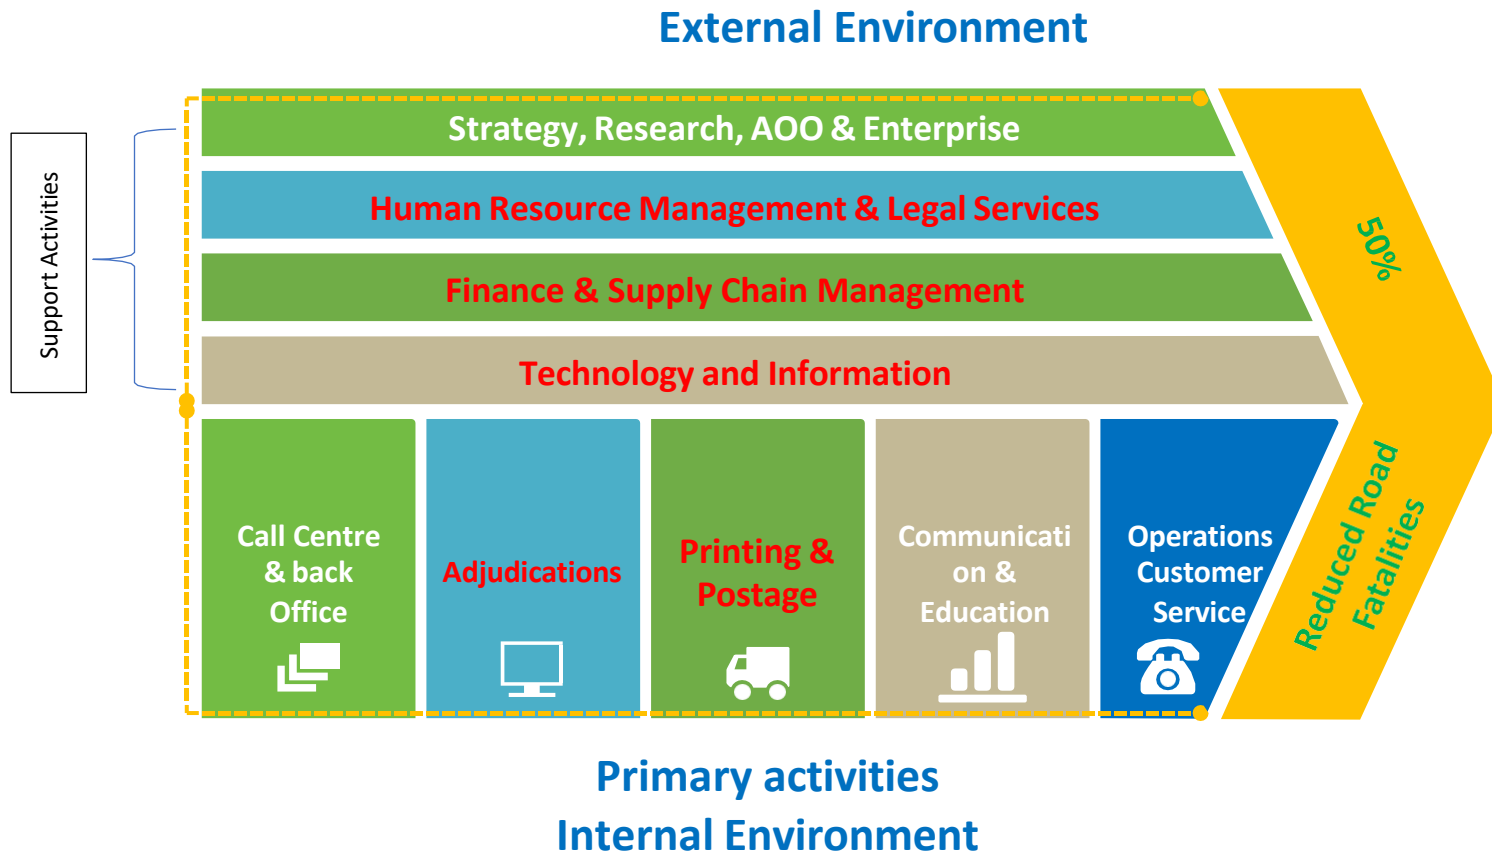 External Environment
Support Activities
Strategy, Research, AOO & Enterprise
Human Resource Management & Legal Services
Finance & Supply Chain Management
Technology and Information
50%
Reduced Road
Fatalities
Call Centre
& back
Office
Adjudications
Printing &
Postage
Communicati
on &
Education
Operations
Customer
Service
Primary activities
Internal Environment